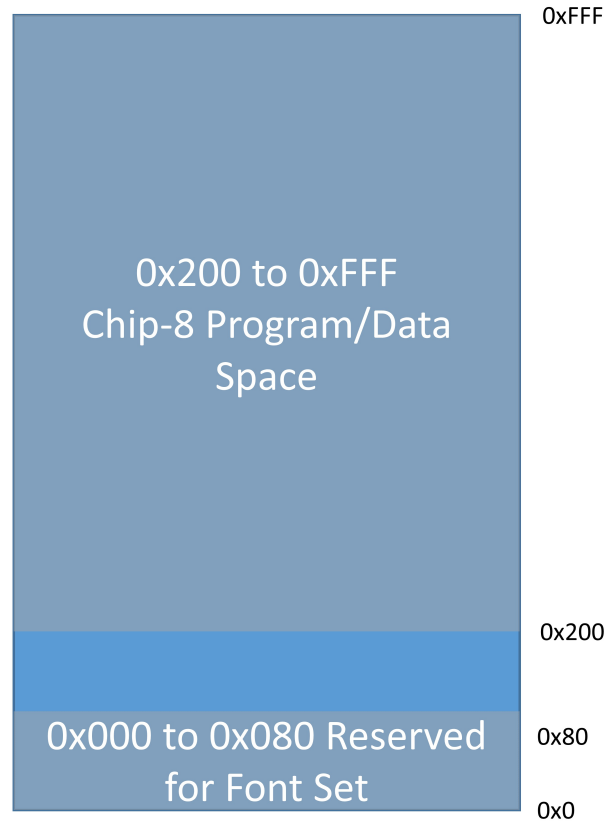 0xFFF
0x200 to 0xFFF
Chip-8 Program/Data
Space
0x200
0x000 to 0x080 Reserved
for Font Set
0x80
0x0